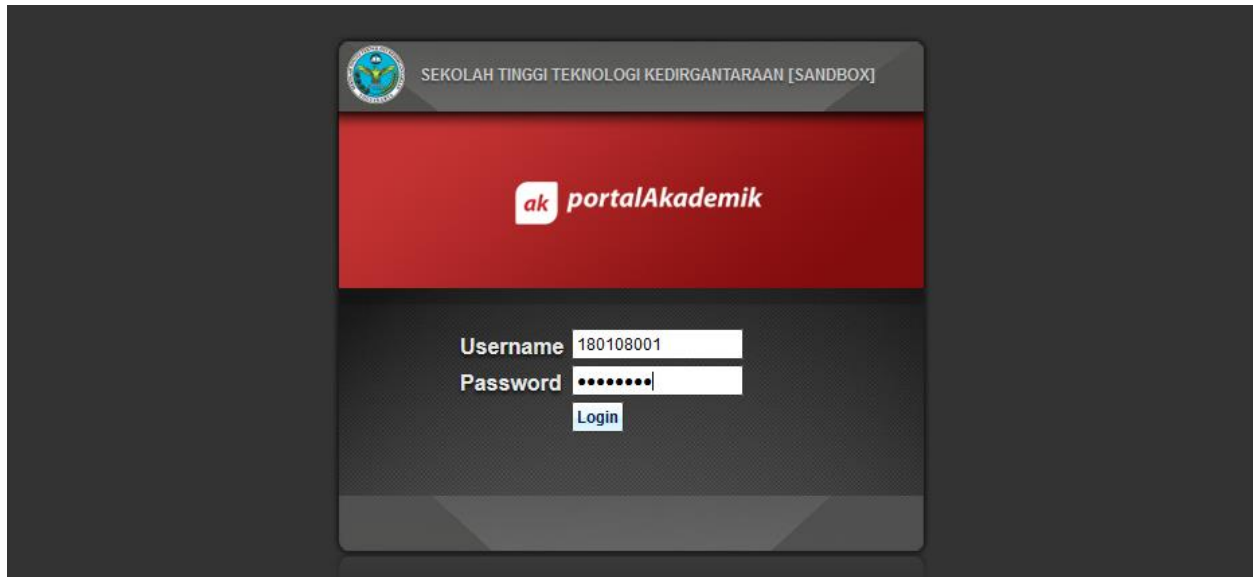 SEKOLAH TINGGI TEKNOLOGI KEDIRGANTARAAN [SANDBOX]
ak portalAkademik
Username 180108001
Password ••••••••
Login